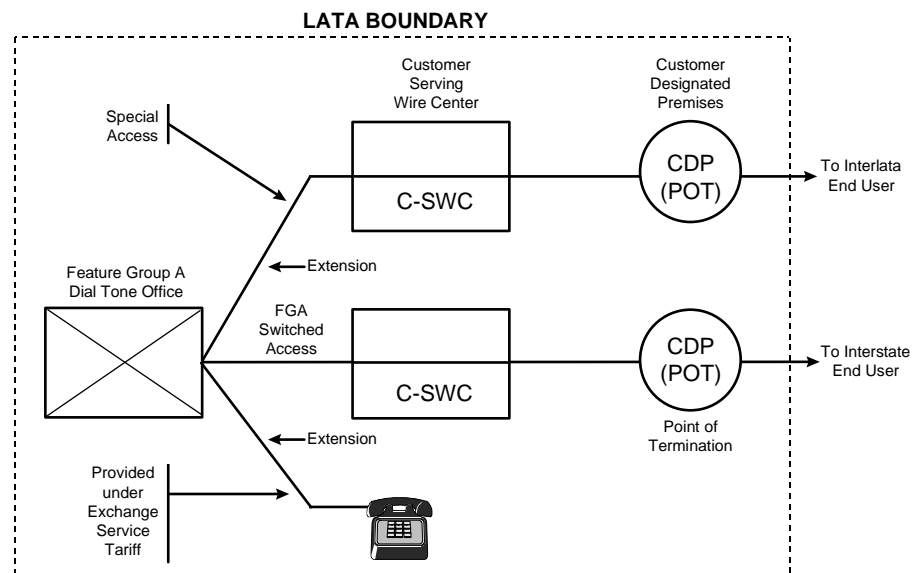 LATA BOUNDARY
Customer
Serving
Wire Center
Customer
Designated
Premises
Special
Access
C-SWC
CDP
(POT)
To Interlata
End User
Extension
Feature Group A
Dial Tone Office
FGA
Switched
Access
C-SWC
CDP
(POT)
To Interstate
End User
Point of
Termination
Extension
Provided
under
Exchange
Service
Tariff